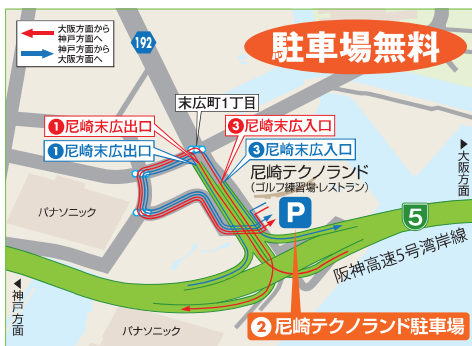 大阪方面から
神戸方面へ
神戸方面から
大阪方面へ
192
駐車場無料
末広町1丁目
❶尼崎末広出口
❸尼崎末広入口
❶尼崎末広出口
❸尼崎末広入口
尼崎テクノランド
(ゴルフ練習場・レストラン)
▲大阪方面
パナソニック
P
5
阪神高速5号湾岸線
◀神戸方面
❷尼崎テクノランド駐車場
パナソニック